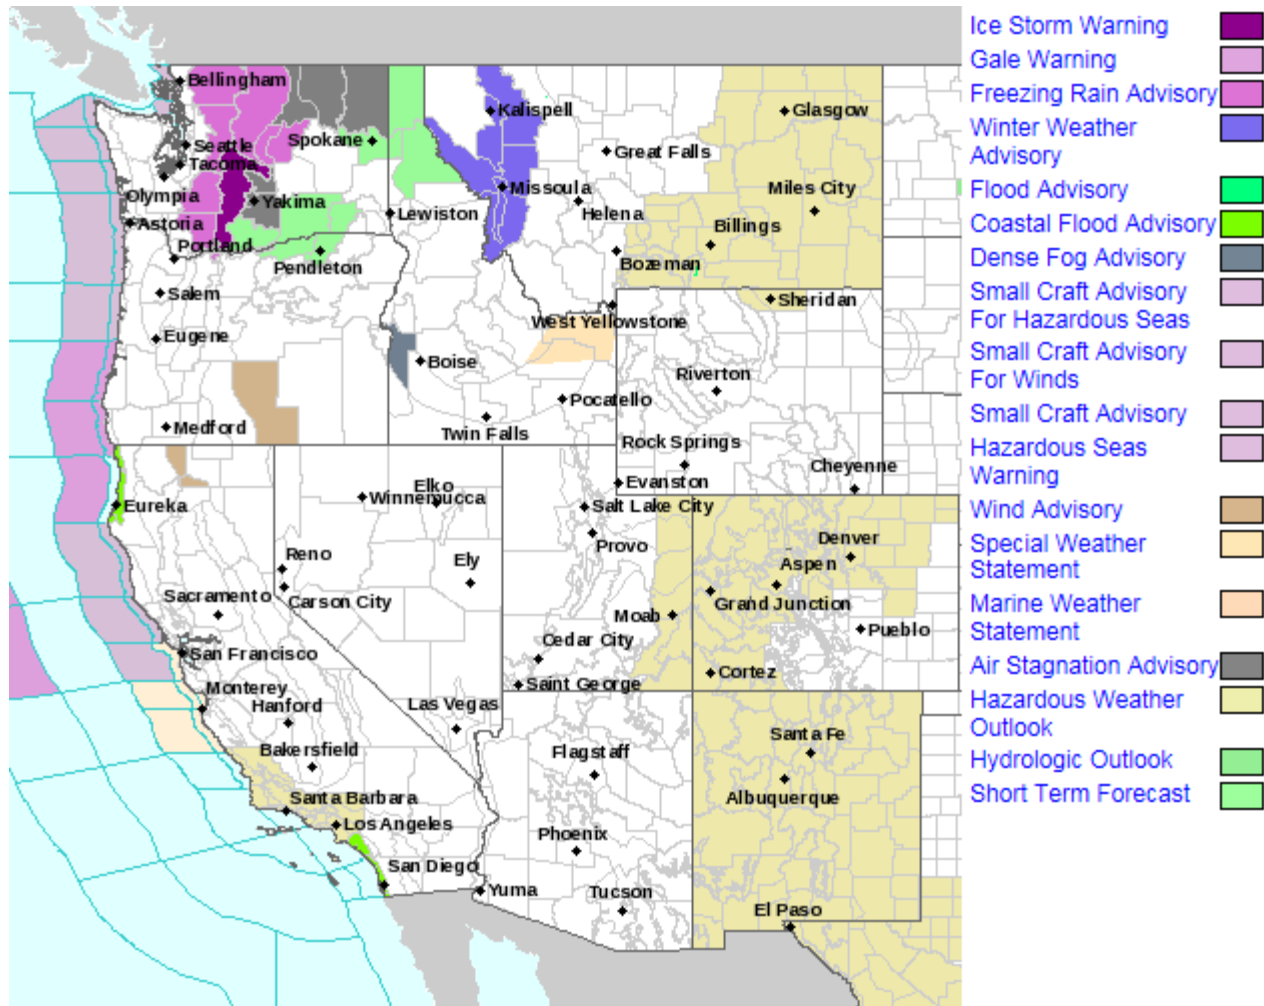 Ice Storm Warning
Gale Warning
Freezing Rain Advisory
Winter Weather
Advisory
Flood Advisory
Coastal Flood Advisory
Dense Fog Advisory
Small Craft Advisory
For Hazardous Seas
Small Craft Advisory
For Winds
Small Craft Advisory
Hazardous Seas
Warning
Wind Advisory
Special Weather
Statement
Marine Weather
Statement
Air Stagnation Advisory
Hazardous Weather
Outlook
Hydrologic Outlook
Short Term Forecast
Bellingham
Kalispell
Glasgow
Seattle
Spokane
Great Falls
Tacoma
Missoula
Miles City
Olympia
Yakima
Helena
Lewiston
Astoria
Billings
Portland
Pendleton
Bozeman
Salem
Sheridan
West Yellowstone
Eugene
Boise
Riverton
Pocatello
Medford
Twin Falls
Rock Springs
Cheyenne
Elko
Evanston
Winnemucca
Eureka
Salt Lake City
Denver
Provo
Reno
Ely
Aspen
Sacramento
Carson City
Grand Junction
Moab
Pueblo
Cedar City
San Francisco
Cortez
Saint George
Monterey
Hanford
Las Vegas
Santa Fe
Bakersfield
Flagstaff
Santa Barbara
Albuquerque
Los Angeles
Phoenix
San Diego
Yuma
Tucson
El Paso